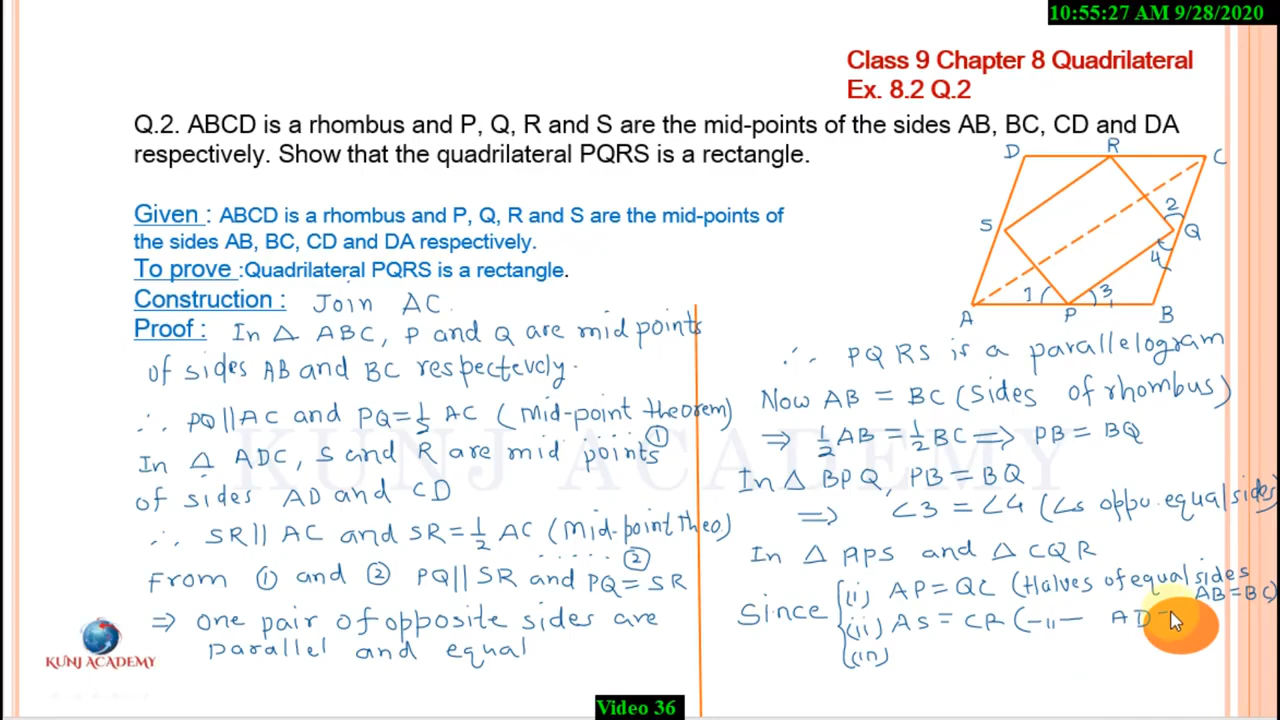 10:55:27 AM 9/28/2020
Class 9 Chapter 8 Quadrilateral
Ex. 8.2 Q.2
Q.2. ABCD is a rhombus and P, Q, R and S are the mid-points of the sides AB, BC, CD and DA
respectively. Show that the quadrilateral PQRS is a rectangle.
Given : ABCD is a rhombus and P, Q, R and S are the mid-points of
the sides AB, BC, CD and DA respectively.
To prove :Quadrilateral PQRS is a rectangle.
Construction : Join AC.
Proof : In △ ABC, P and Q are mid points
of sides AB and BC respectevcly.
∴ PQ||AC and PQ=½ AC (Mid-point theorem)
..... ①
In △ ADC, S and R are mid points
of sides AD and CD
∴ SR|| AC and SR=½ AC (Mid-point Theo)
..... ②
From ① and ② PQ|| SR and PQ=SR
⇒ one pair of opposite sides are
parallel and equal
D R C
S 2 Q
4
1 3
A P B
∴ PQRS is a parallelogram
Now AB = BC (Sides of rhombus)
⇒ ½AB = ½BC ⇒ PB = BQ
In △ BPQ, PB = BQ
⇒ ∠3 = ∠4 (∠s oppo. equal sides)
In △ APS and △ CQR
Since (i) AP = QC (Halves of equal sides
AB=BC)
(ii) AS = CR (-11- AD =
(iii)
KUNJ ACADEMY
KUNJ ACADEMY
Video 36